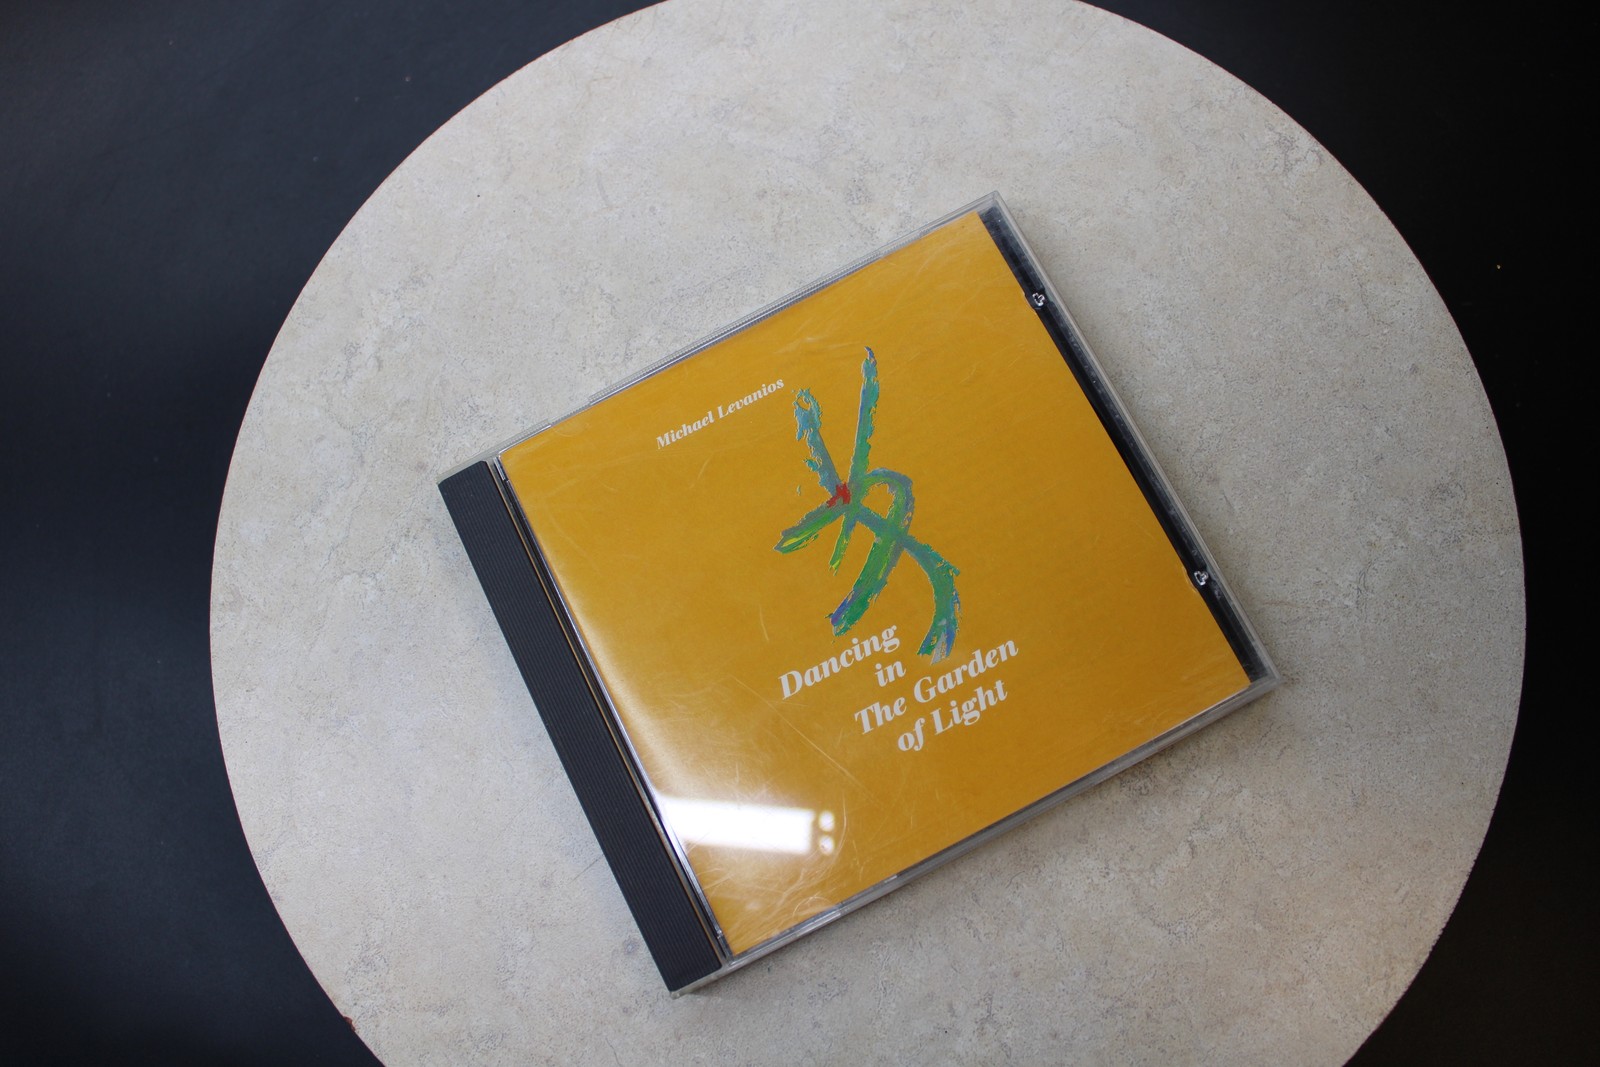 Michael Levanios
Dancing
in
The Garden
of Light